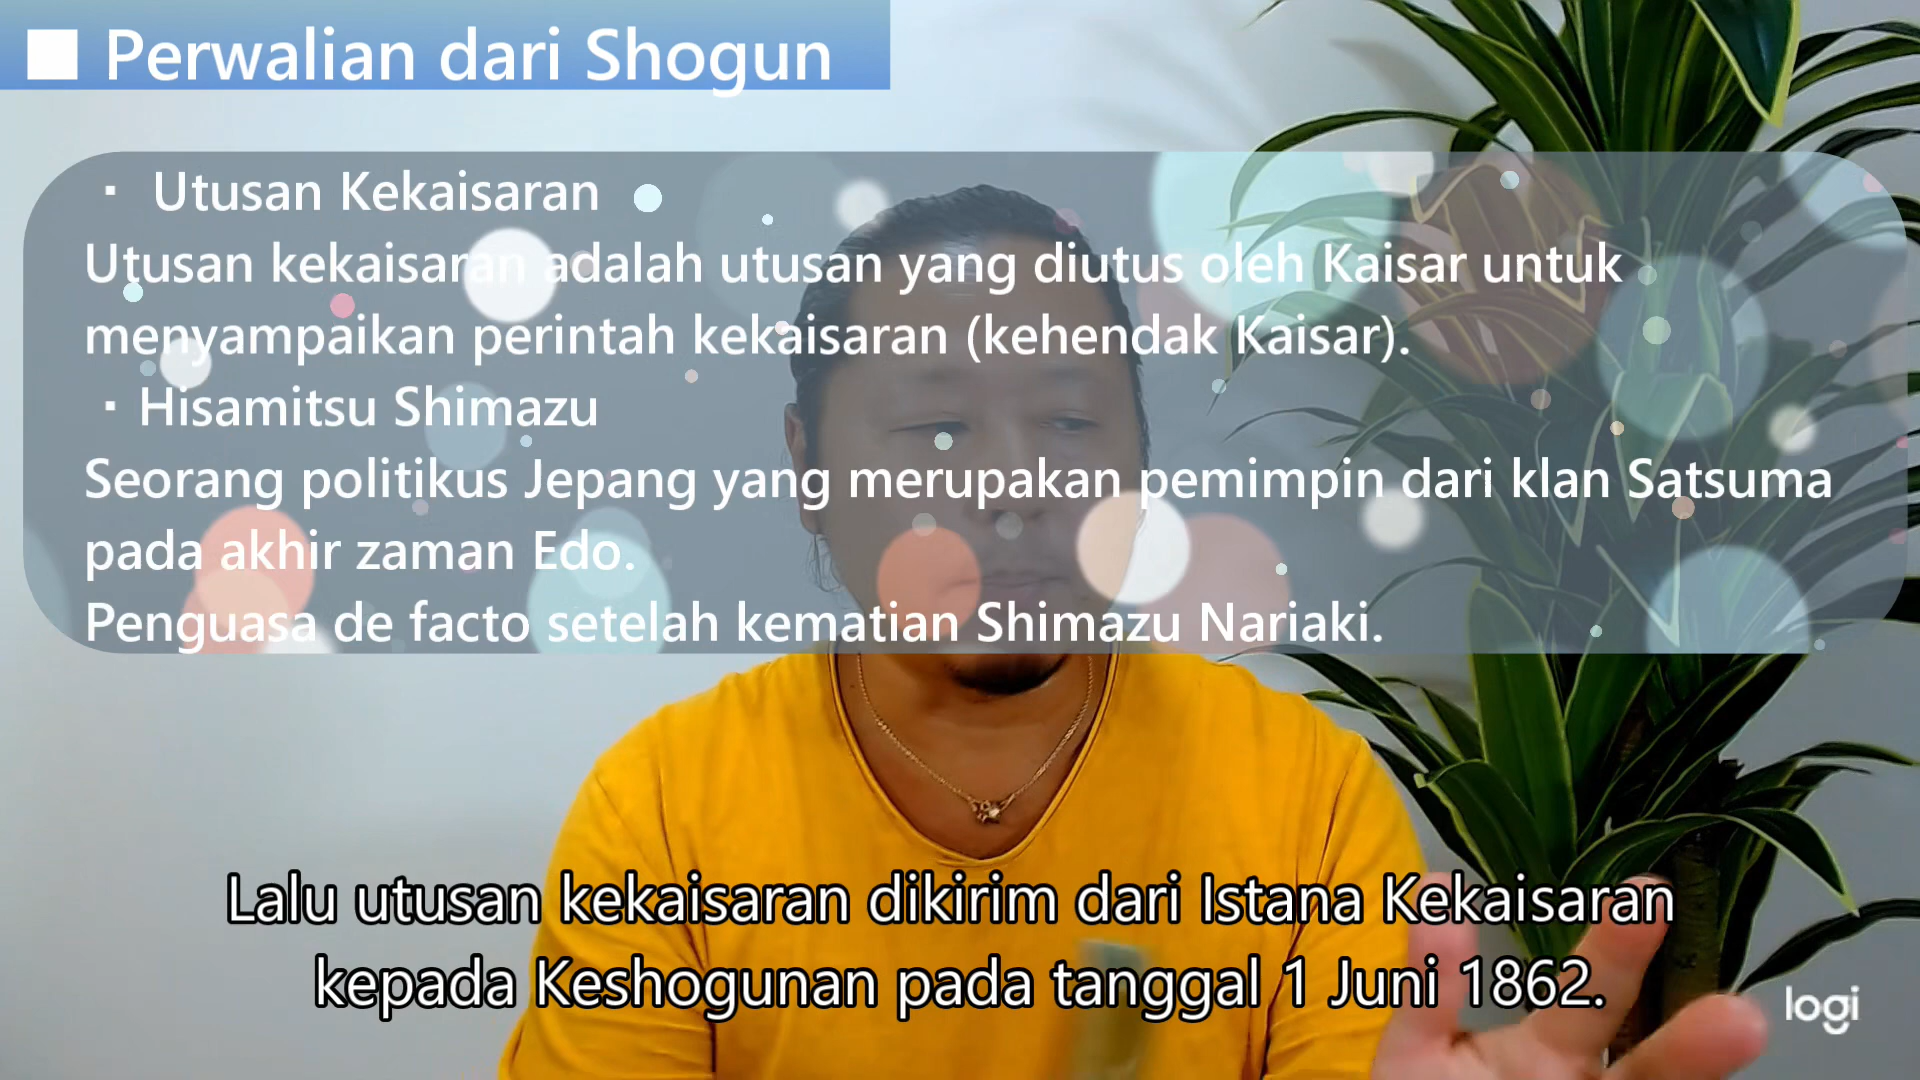 ■ Perwalian dari Shogun
・ Utusan Kekaisaran
Utusan kekaisaran adalah utusan yang diutus oleh Kaisar untuk
menyampaikan perintah kekaisaran (kehendak Kaisar).
・Hisamitsu Shimazu
Seorang politikus Jepang yang merupakan pemimpin dari klan Satsuma
pada akhir zaman Edo.
Penguasa de facto setelah kematian Shimazu Nariaki.
Lalu utusan kekaisaran dikirim dari Istana Kekaisaran
kepada Keshogunan pada tanggal 1 Juni 1862.
logi